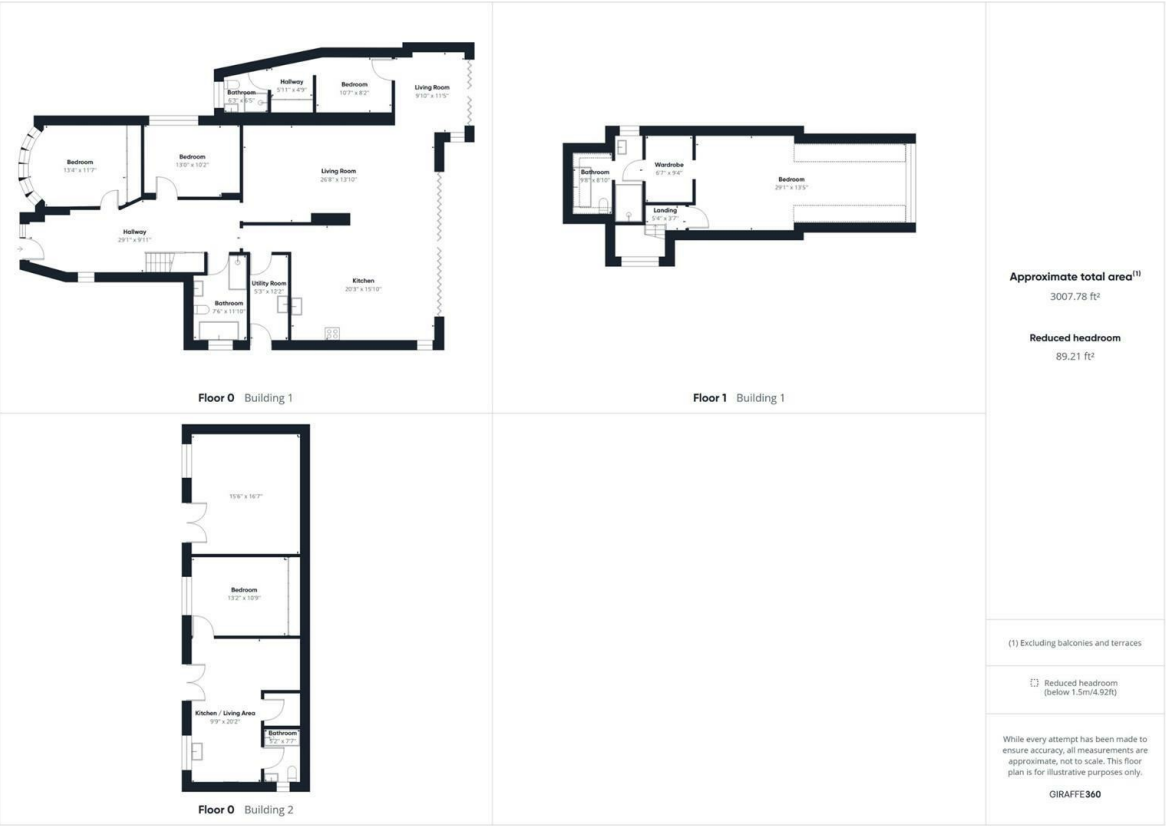 Hallway
5'11" x 4'9"
Bedroom
10'7" x 8'2"
Living Room
9'10" x 11'5"
Bathroom
6'3" x 6'5"
Bedroom
13'4" x 11'7"
Bedroom
13'0" x 10'2"
Living Room
26'8" x 13'10"
Hallway
29'1" x 9'11"
Utility Room
5'3" x 12'2"
Kitchen
20'3" x 15'10"
Bathroom
7'6" x 11'10"
Floor 0 Building 1
Bathroom
9'8" x 8'10"
Wardrobe
6'7" x 9'4"
Bedroom
29'1" x 13'5"
Landing
5'4" x 3'7"
Floor 1 Building 1
15'6" x 16'7"
Bedroom
13'2" x 10'9"
Kitchen / Living Area
9'9" x 20'2"
Bathroom
5'2" x 7'7"
Floor 0 Building 2
Approximate total area(1)
3007.78 ft²
Reduced headroom
89.21 ft²
(1) Excluding balconies and terraces
Reduced headroom
(below 1.5m/4.92ft)
While every attempt has been made to
ensure accuracy, all measurements are
approximate, not to scale. This floor
plan is for illustrative purposes only.
GIRAFFE360